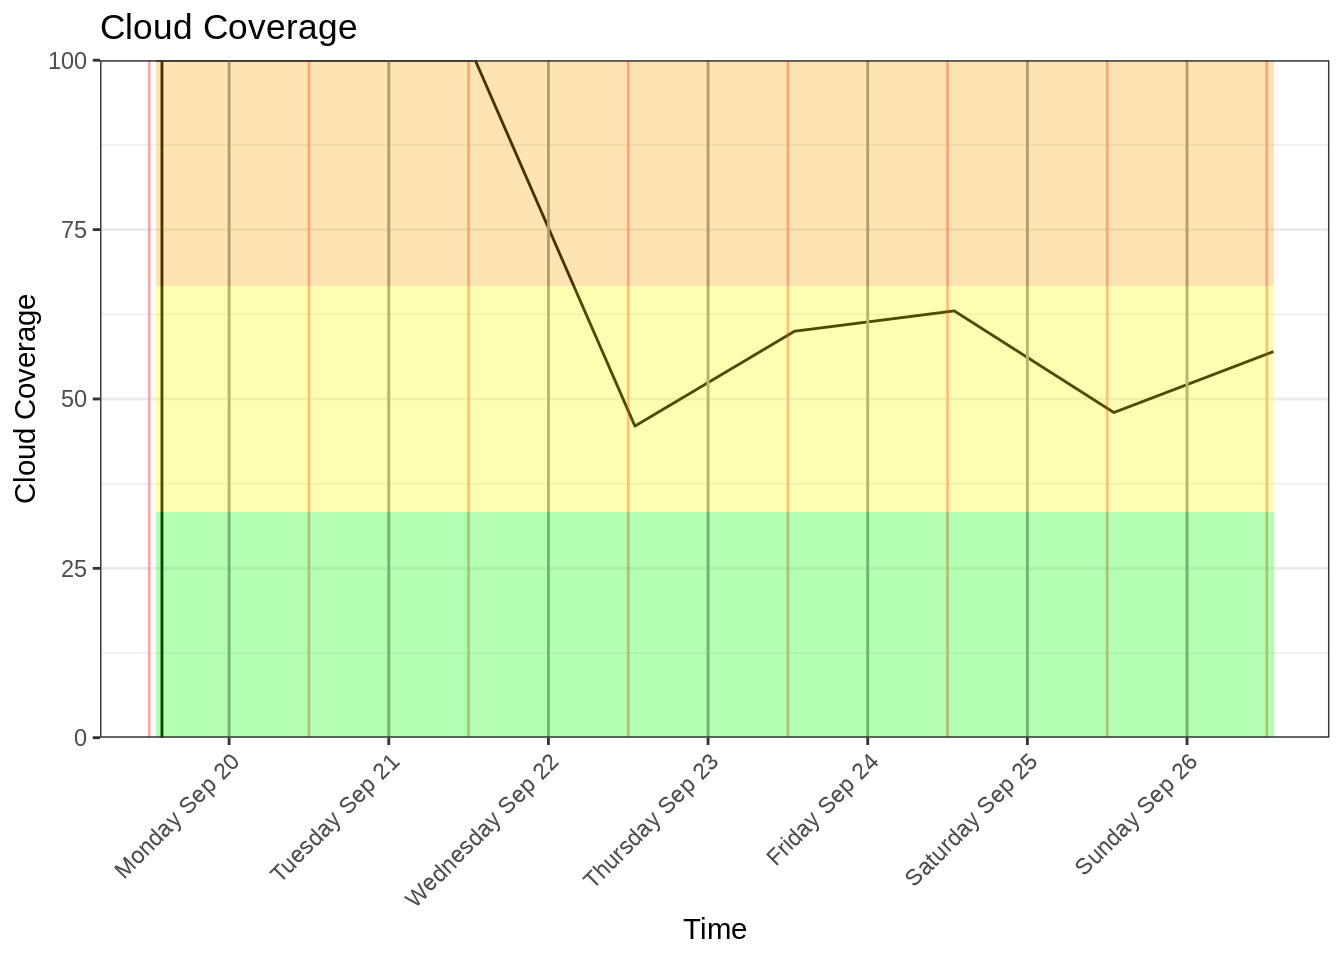 Cloud Coverage
Cloud Coverage
100
75
50
25
0
Monday Sep 20
Tuesday Sep 21
Wednesday Sep 22
Thursday Sep 23
Friday Sep 24
Saturday Sep 25
Sunday Sep 26
Time